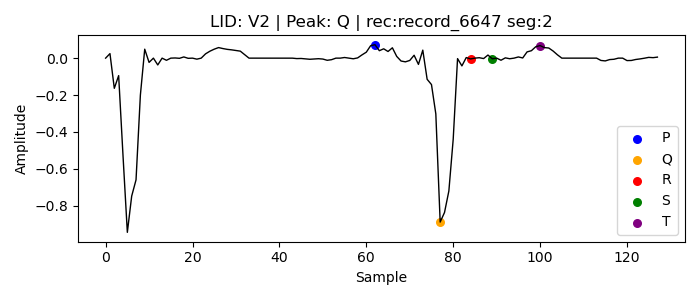 LID: V2 | Peak: Q | rec:record_6647 seg:2
0.0
−0.2
−0.4
−0.6
−0.8
Amplitude
P
Q
R
S
T
0 20 40 60 80 100 120
Sample